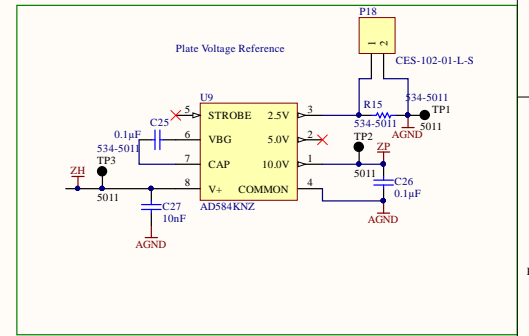 P18
1 2
Plate Voltage Reference
CES-102-01-L-S
U9
534-5011
5 STROBE 2.5V 3
R15
TP1
C25
0.1µF
534-5011
AGND
5011
6 VBG 5.0V 2
TP2
534-5011
TP3
7 CAP 10.0V 1
5011
ZP
ZH
5011
8 V+ COMMON 4
C26
0.1µF
AD584KNZ
C27
10nF
AGND
AGND